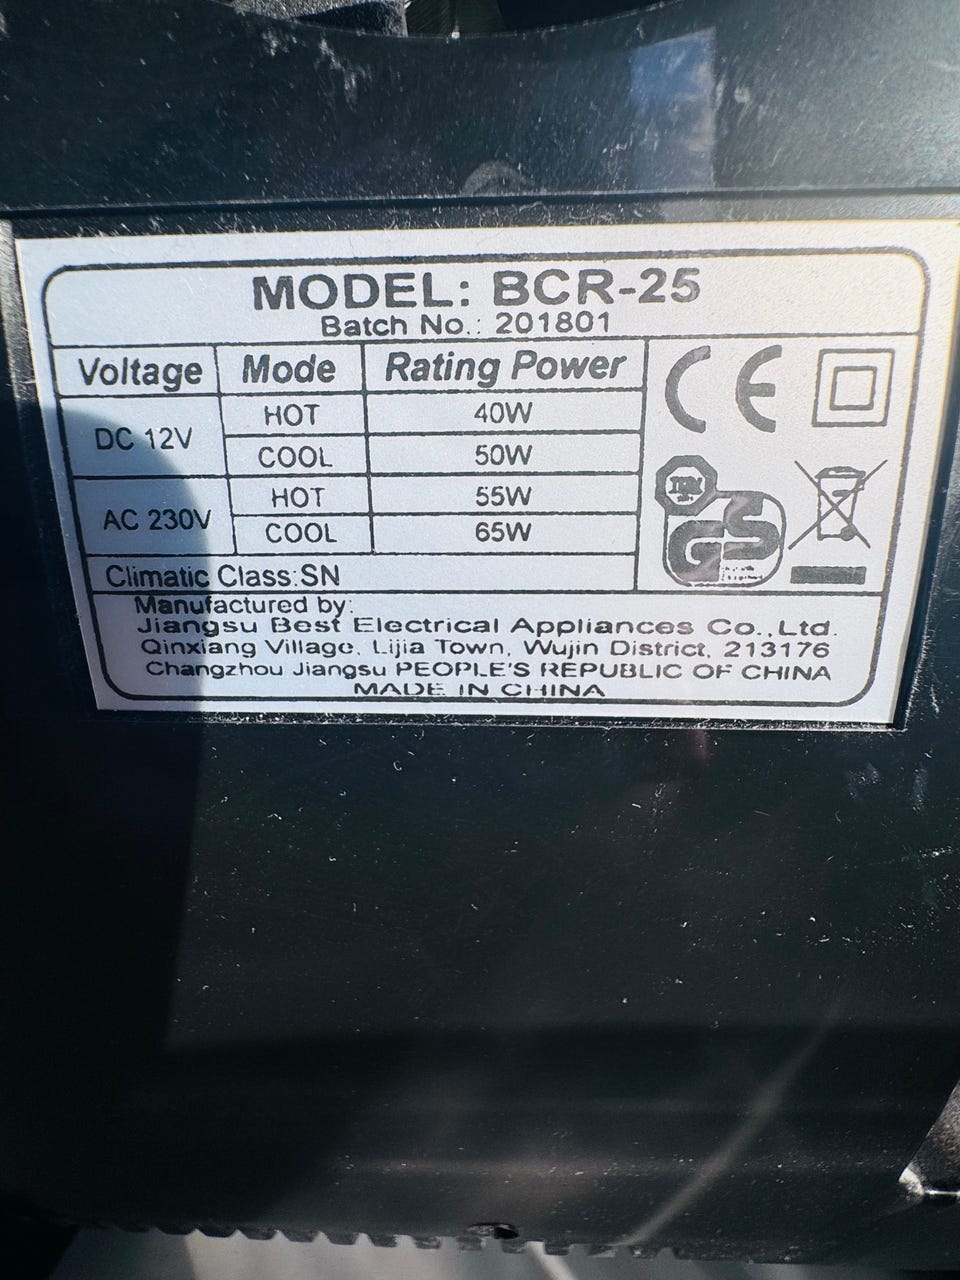 MODEL: BCR-25
Batch No.: 201801
Voltage Mode Rating Power
DC 12V
HOT 40W
COOL 50W
AC 230V
HOT 55W
COOL 65W
Climatic Class:SN
CE
TÜV
GS
Manufactured by:
Jiangsu Best Electrical Appliances Co.,Ltd.
Qinxiang Village, Lijia Town, Wujin District, 213176
Changzhou Jiangsu PEOPLE'S REPUBLIC OF CHINA
MADE IN CHINA